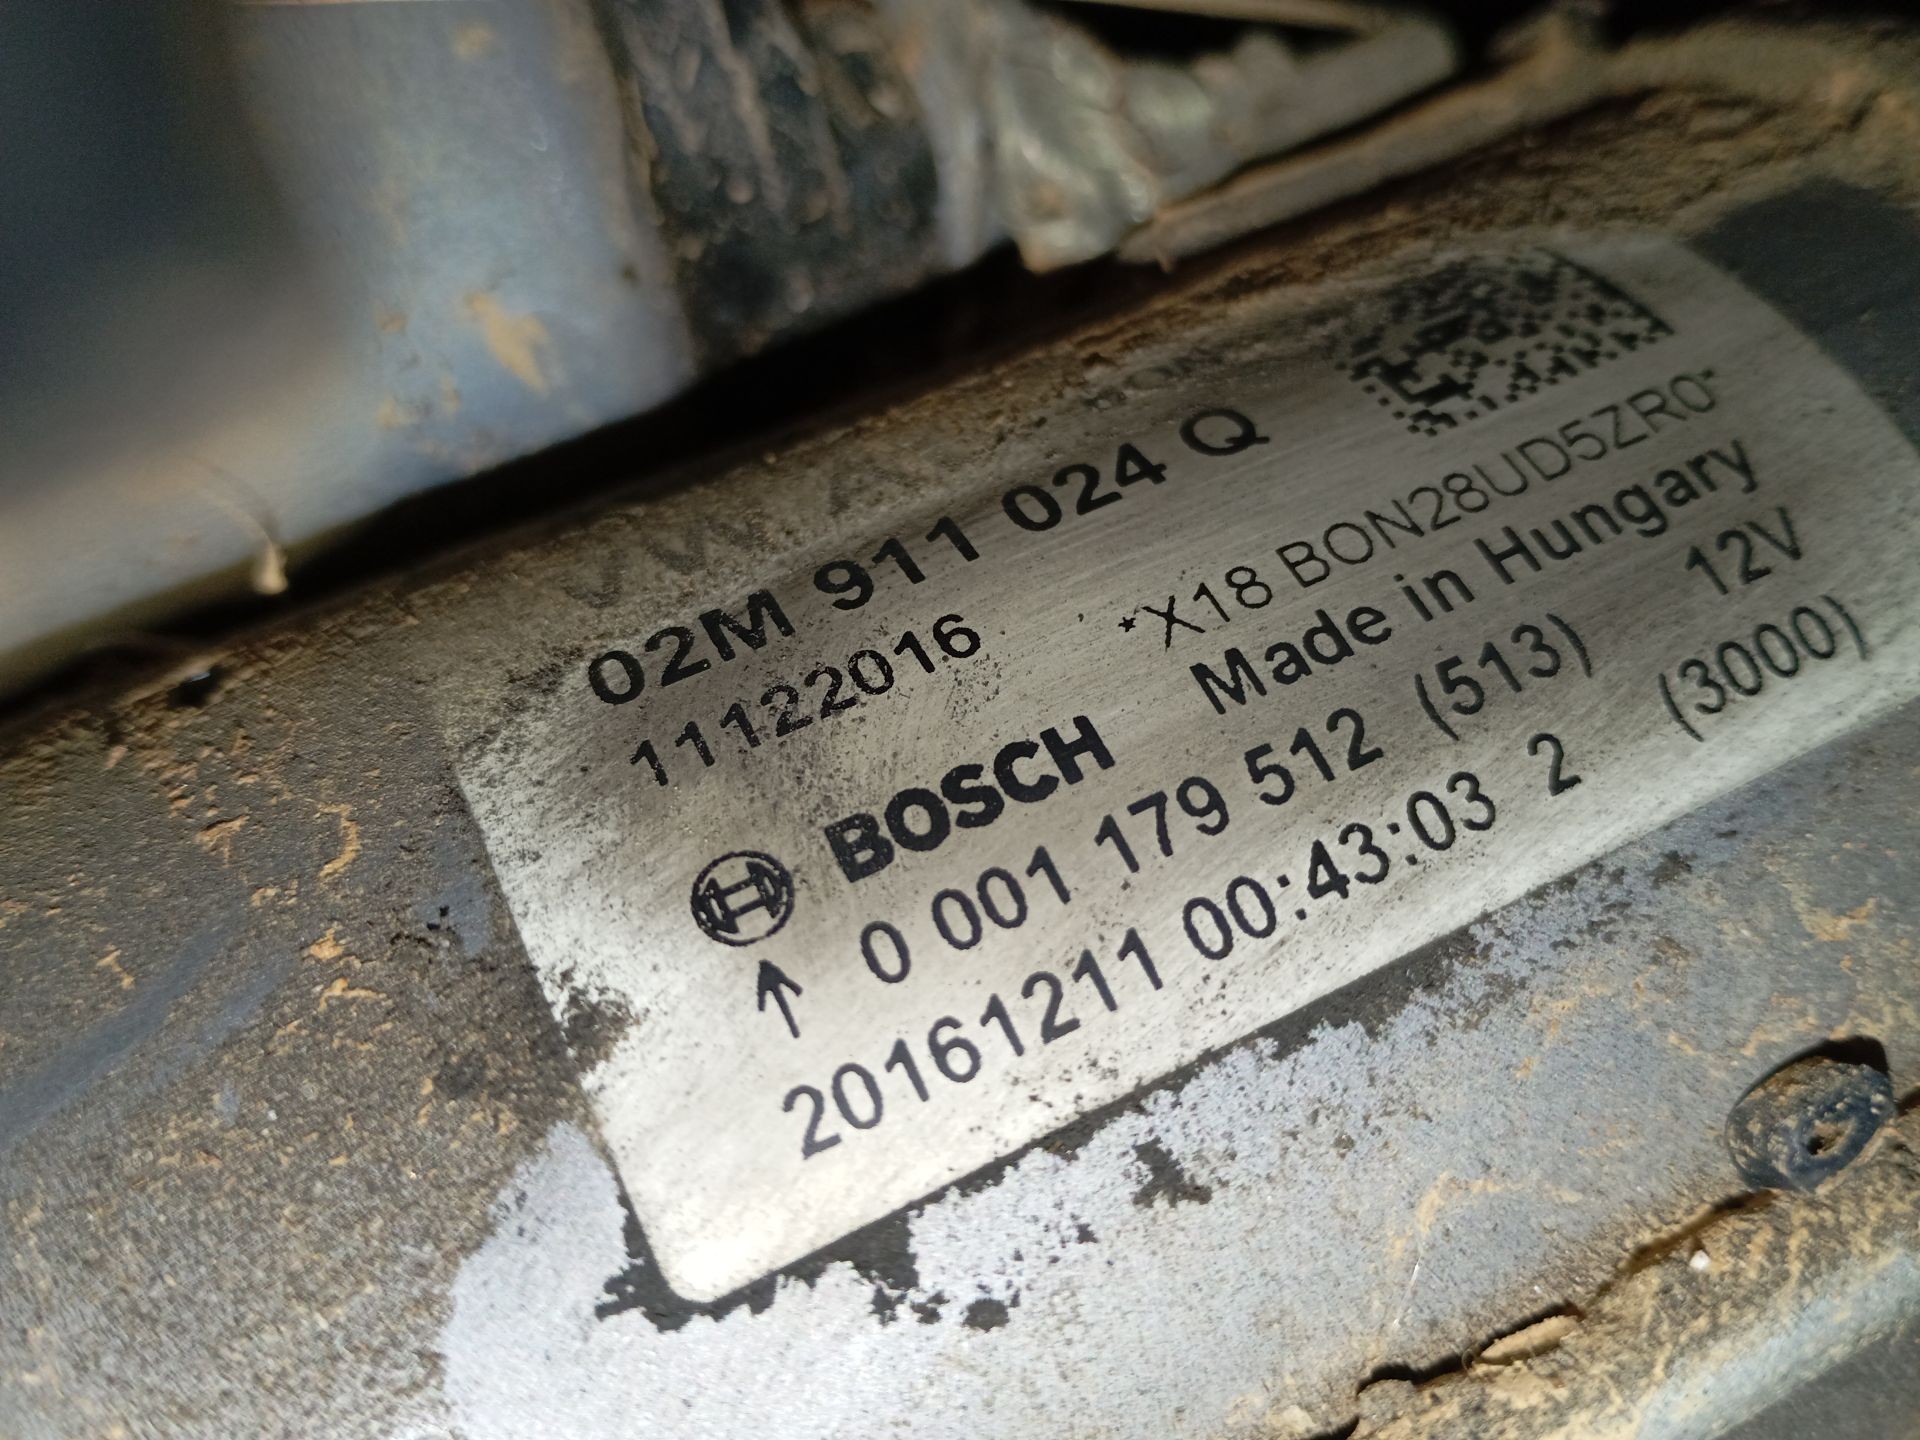 02M 911 024 Q
11122016
*X18 BON28UD5ZR0*
BOSCH
Made in Hungary
0 001 179 512 (513) 12V
20161211 00:43:03 2 (3000)